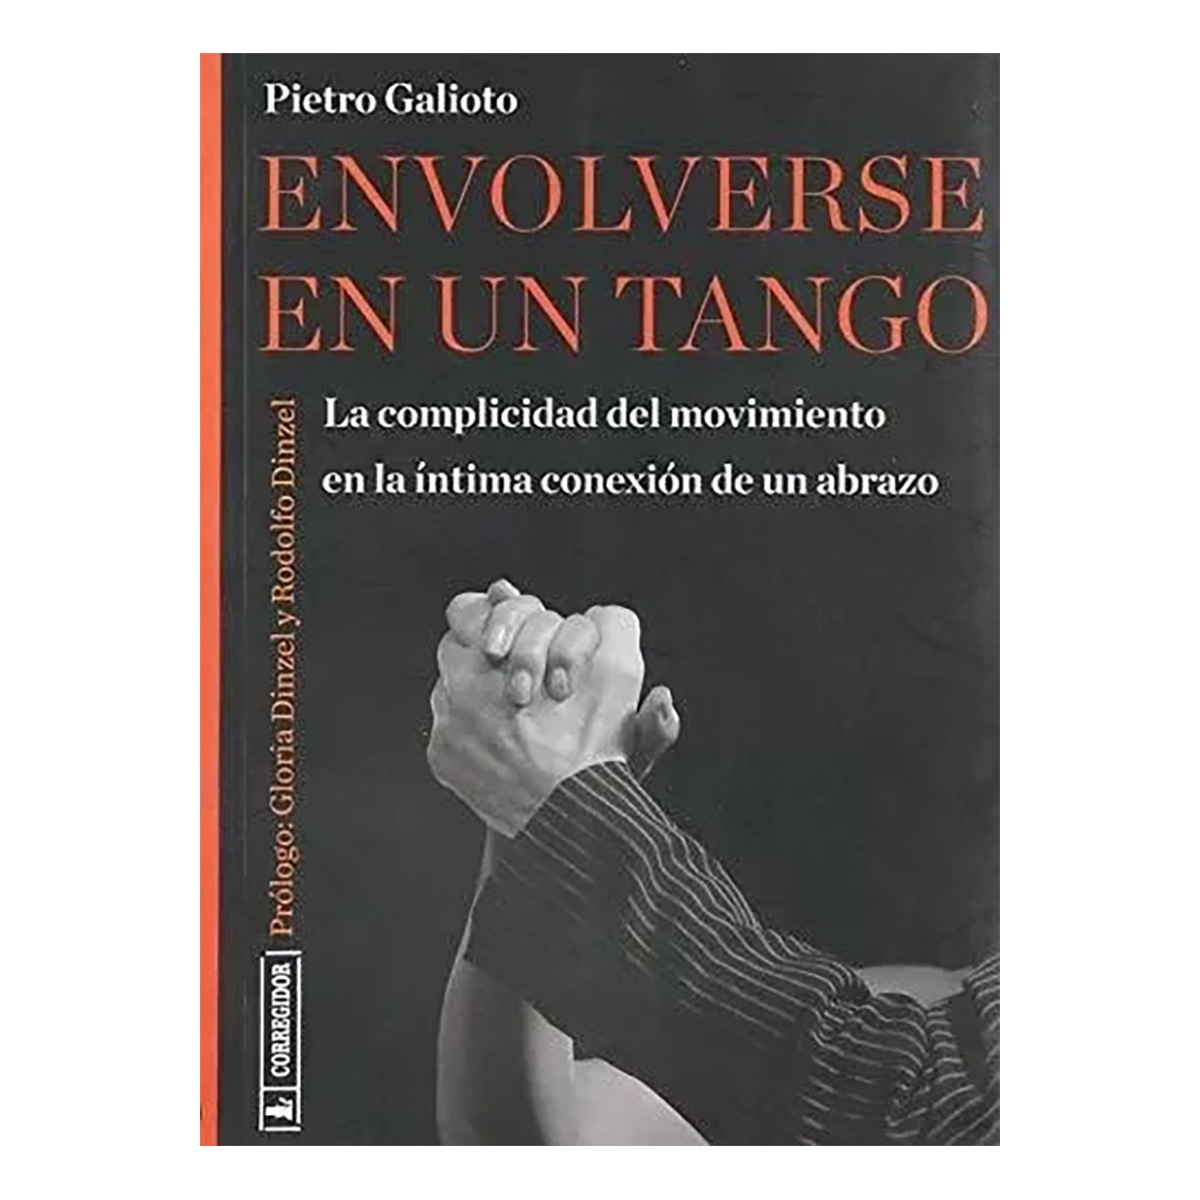 Pietro Galioto
ENVOLVERSE
EN UN TANGO
La complicidad del movimiento
en la íntima conexión de un abrazo
Prólogo: Gloria Dinzel y Rodolfo Dinzel
CORREGIDOR